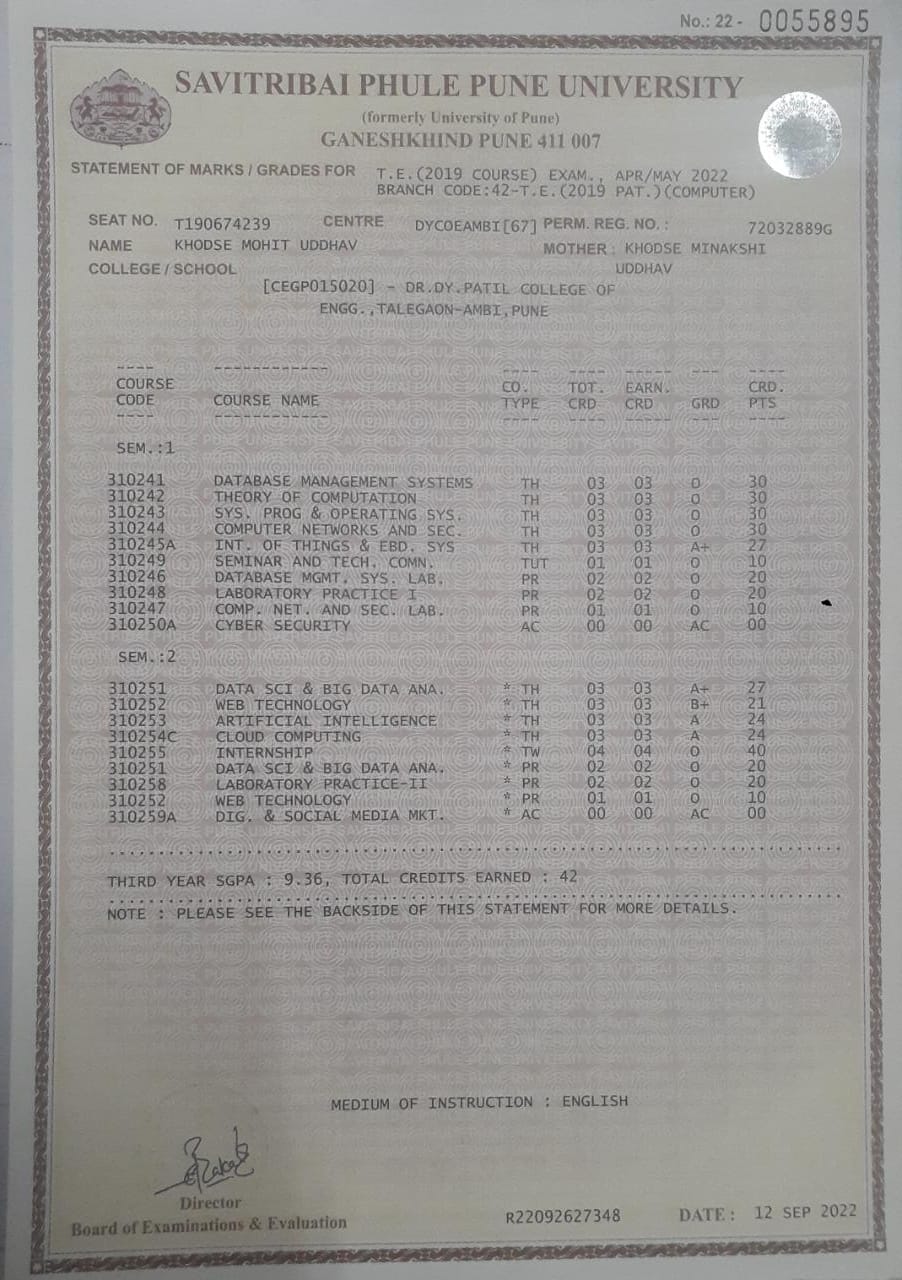 No.: 22 - 0055895
SAVITRIBAI PHULE PUNE UNIVERSITY
(formerly University of Pune)
GANESHKHIND PUNE 411 007
STATEMENT OF MARKS / GRADES FOR T.E.(2019 COURSE) EXAM., APR/MAY 2022
BRANCH CODE:42-T.E.(2019 PAT.)(COMPUTER)
SEAT NO. T190674239 CENTRE DYCOEAMBI[67] PERM. REG. NO. : 72032889G
NAME KHODSE MOHIT UDDHAV MOTHER : KHODSE MINAKSHI
COLLEGE / SCHOOL UDDHAV
[CEGP015020] - DR.DY.PATIL COLLEGE OF
ENGG.,TALEGAON-AMBI,PUNE
---- ------------ ---- ---- ----- --- ----
COURSE CO. TOT. EARN. CRD.
CODE COURSE NAME TYPE CRD CRD GRD PTS
---- ------------ ---- ---- ----- --- ----
SEM.:1
310241 DATABASE MANAGEMENT SYSTEMS TH 03 03 O 30
310242 THEORY OF COMPUTATION TH 03 03 O 30
310243 SYS. PROG & OPERATING SYS. TH 03 03 O 30
310244 COMPUTER NETWORKS AND SEC. TH 03 03 O 30
310245A INT. OF THINGS & EBD. SYS TH 03 03 A+ 27
310249 SEMINAR AND TECH. COMN. TUT 01 01 O 10
310246 DATABASE MGMT. SYS. LAB. PR 02 02 O 20
310248 LABORATORY PRACTICE I PR 02 02 O 20
310247 COMP. NET. AND SEC. LAB. PR 01 01 O 10
310250A CYBER SECURITY AC 00 00 AC 00
SEM.:2
310251 DATA SCI & BIG DATA ANA. * TH 03 03 A+ 27
310252 WEB TECHNOLOGY * TH 03 03 B+ 21
310253 ARTIFICIAL INTELLIGENCE * TH 03 03 A 24
310254C CLOUD COMPUTING * TH 03 03 A 24
310255 INTERNSHIP * TW 04 04 O 40
310251 DATA SCI & BIG DATA ANA. * PR 02 02 O 20
310258 LABORATORY PRACTICE-II * PR 02 02 O 20
310252 WEB TECHNOLOGY * PR 01 01 O 10
310259A DIG. & SOCIAL MEDIA MKT. * AC 00 00 AC 00
THIRD YEAR SGPA : 9.36, TOTAL CREDITS EARNED : 42
NOTE : PLEASE SEE THE BACKSIDE OF THIS STATEMENT FOR MORE DETAILS.
MEDIUM OF INSTRUCTION : ENGLISH
Director
Board of Examinations & Evaluation R22092627348 DATE : 12 SEP 2022